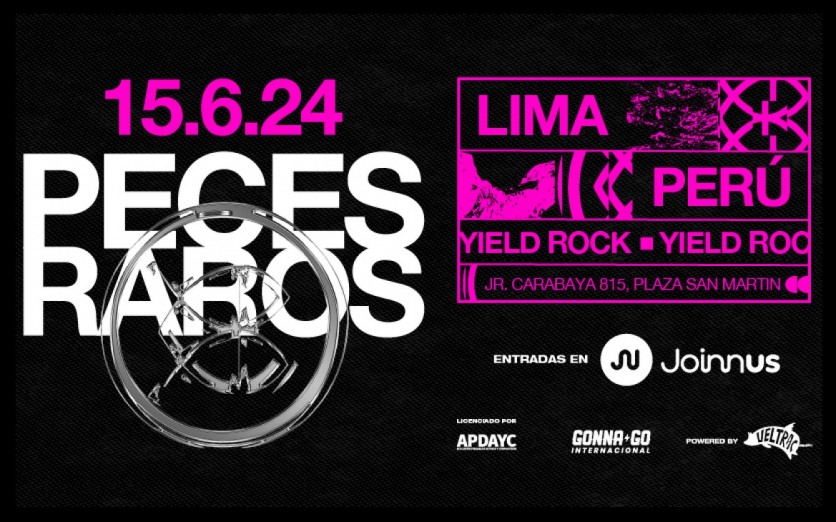 15.6.24
PECES
RAROS
LIMA
PERÚ
YIELD ROCK ■ YIELD ROC
JR. CARABAYA 815, PLAZA SAN MARTIN
ENTRADAS EN
Joinnus
LICENCIADO POR
APDAYC
GONNA GO
INTERNACIONAL
POWERED BY
VELTRAC